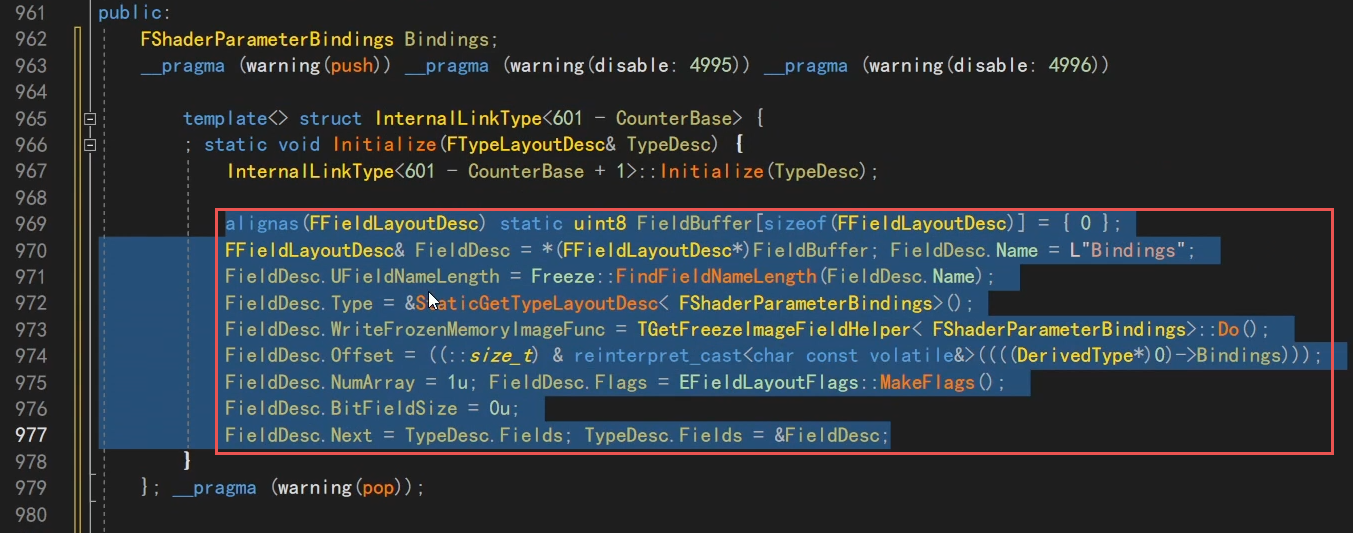 961 public:
962 FShaderParameterBindings Bindings;
963 __pragma (warning(push)) __pragma (warning(disable: 4995)) __pragma (warning(disable: 4996))
964
965 template<> struct InternalLinkType<601 - CounterBase> {
966 ; static void Initialize(FTypeLayoutDesc& TypeDesc) {
967 InternalLinkType<601 - CounterBase + 1>::Initialize(TypeDesc);
968
969 alignas(FFieldLayoutDesc) static uint8 FieldBuffer[sizeof(FFieldLayoutDesc)] = { 0 };
970 FFieldLayoutDesc& FieldDesc = *(FFieldLayoutDesc*)FieldBuffer; FieldDesc.Name = L"Bindings";
971 FieldDesc.UFieldNameLength = Freeze::FindFieldNameLength(FieldDesc.Name);
972 FieldDesc.Type = &StaticGetTypeLayoutDesc< FShaderParameterBindings>();
973 FieldDesc.WriteFrozenMemoryImageFunc = TGetFreezeImageFieldHelper< FShaderParameterBindings>::Do();
974 FieldDesc.Offset = ((::size_t) & reinterpret_cast<char const volatile&>((((DerivedType*)0)->Bindings)));
975 FieldDesc.NumArray = 1u; FieldDesc.Flags = EFieldLayoutFlags::MakeFlags();
976 FieldDesc.BitFieldSize = 0u;
977 FieldDesc.Next = TypeDesc.Fields; TypeDesc.Fields = &FieldDesc;
978 }
979 }; __pragma (warning(pop));
980